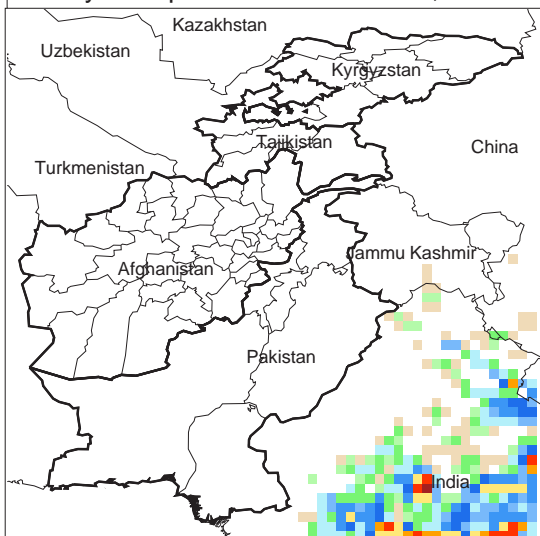 Kazakhstan
Uzbekistan
Kyrgyzstan
Tajikistan
China
Turkmenistan
Jammu Kashmir
Afghanistan
Pakistan
India